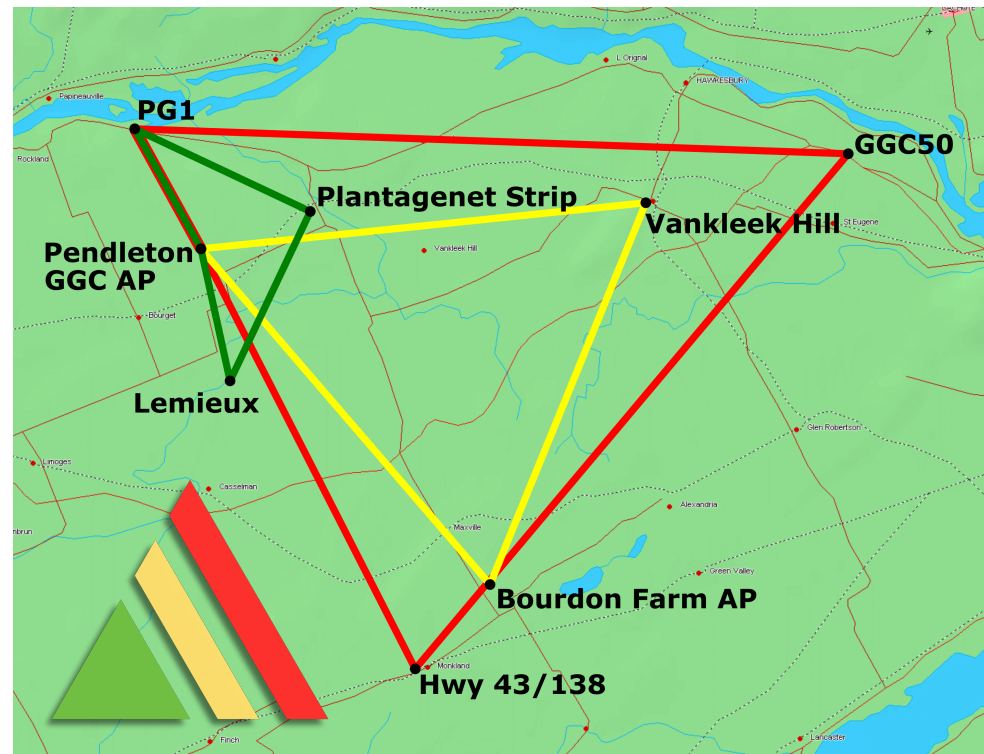 Papineauville
L Orignal
HAWKESBURY
PG1
GGC50
Rockland
Plantagenet Strip
Vankleek Hill
St Eugene
Pendleton
GGC AP
Vankleek Hill
Bourget
Lemieux
Glen Robertson
Limoges
Casselman
Alexandria
Maxville
Green Valley
Bourdon Farm AP
Monkland
Hwy 43/138
Finch
Lancaster